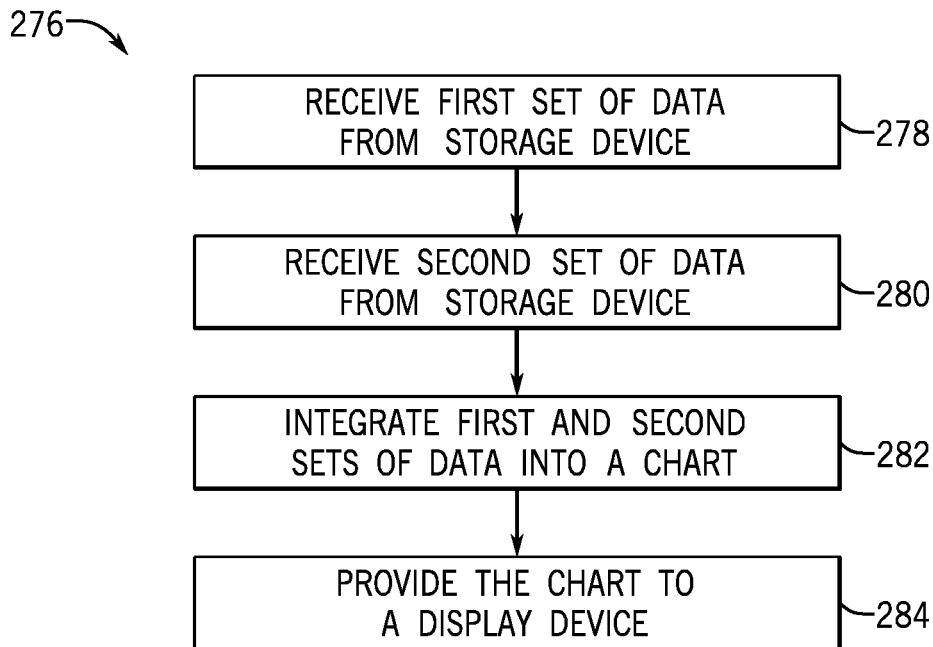 276
RECEIVE FIRST SET OF DATA
FROM STORAGE DEVICE
278
RECEIVE SECOND SET OF DATA
FROM STORAGE DEVICE
280
INTEGRATE FIRST AND SECOND
SETS OF DATA INTO A CHART
282
PROVIDE THE CHART TO
A DISPLAY DEVICE
284